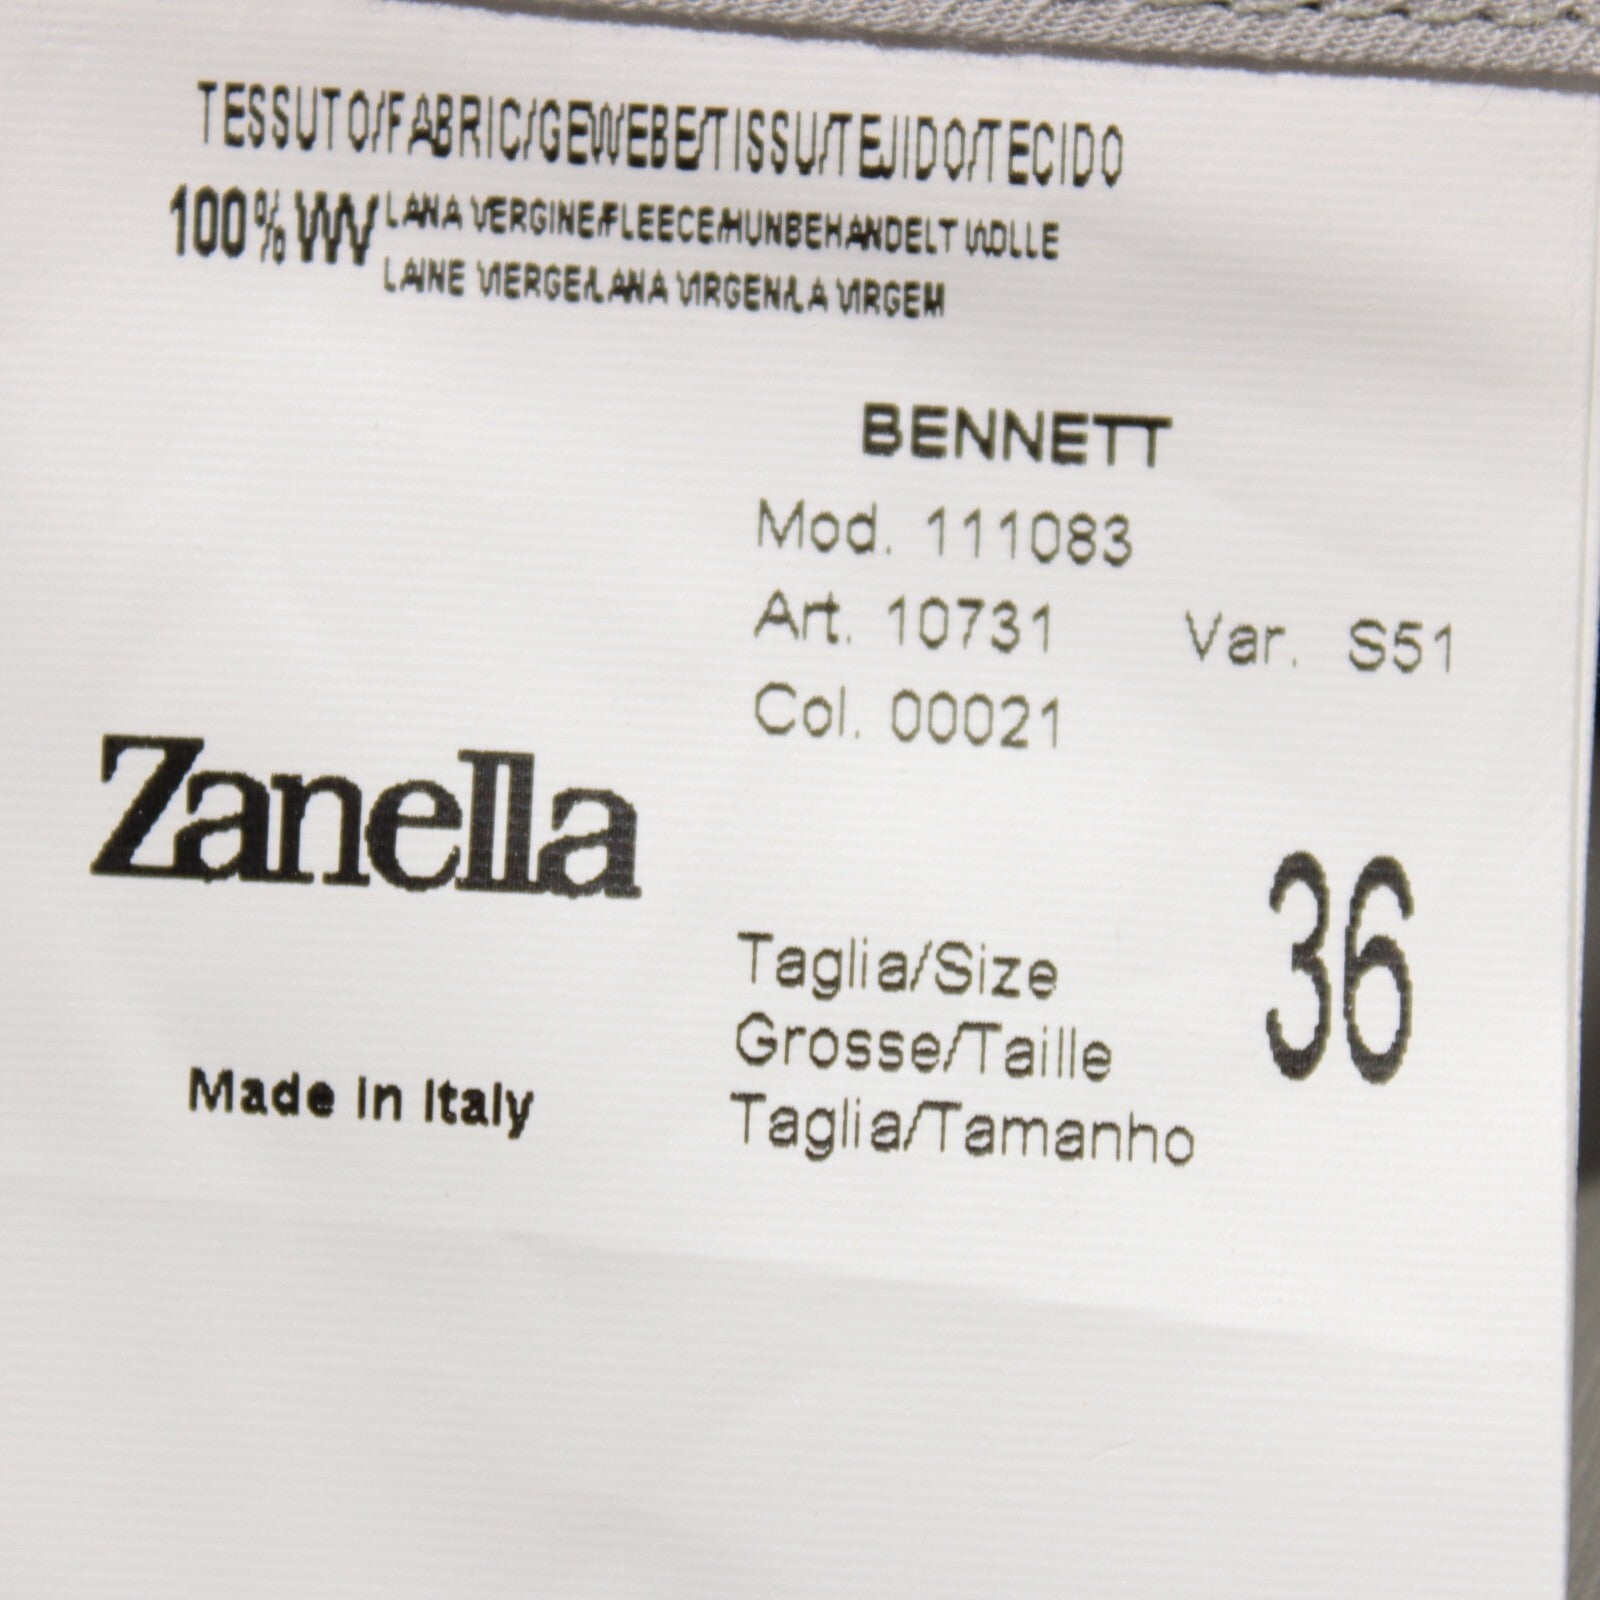 TESSUTO/FABRIC/GEWEBE/TISSU/TEJIDO/TECIDO
100% WV LANA VERGINE/FLEECE/HUNBEHANDELT WOLLE
LAINE VIERGE/LANA VIRGEN/LA VIRGEM
BENNETT
Mod. 111083
Art. 10731 Var. S51
Col. 00021
Zanella
Taglia/Size
Grosse/Taille
Taglia/Tamanho
36
Made in Italy